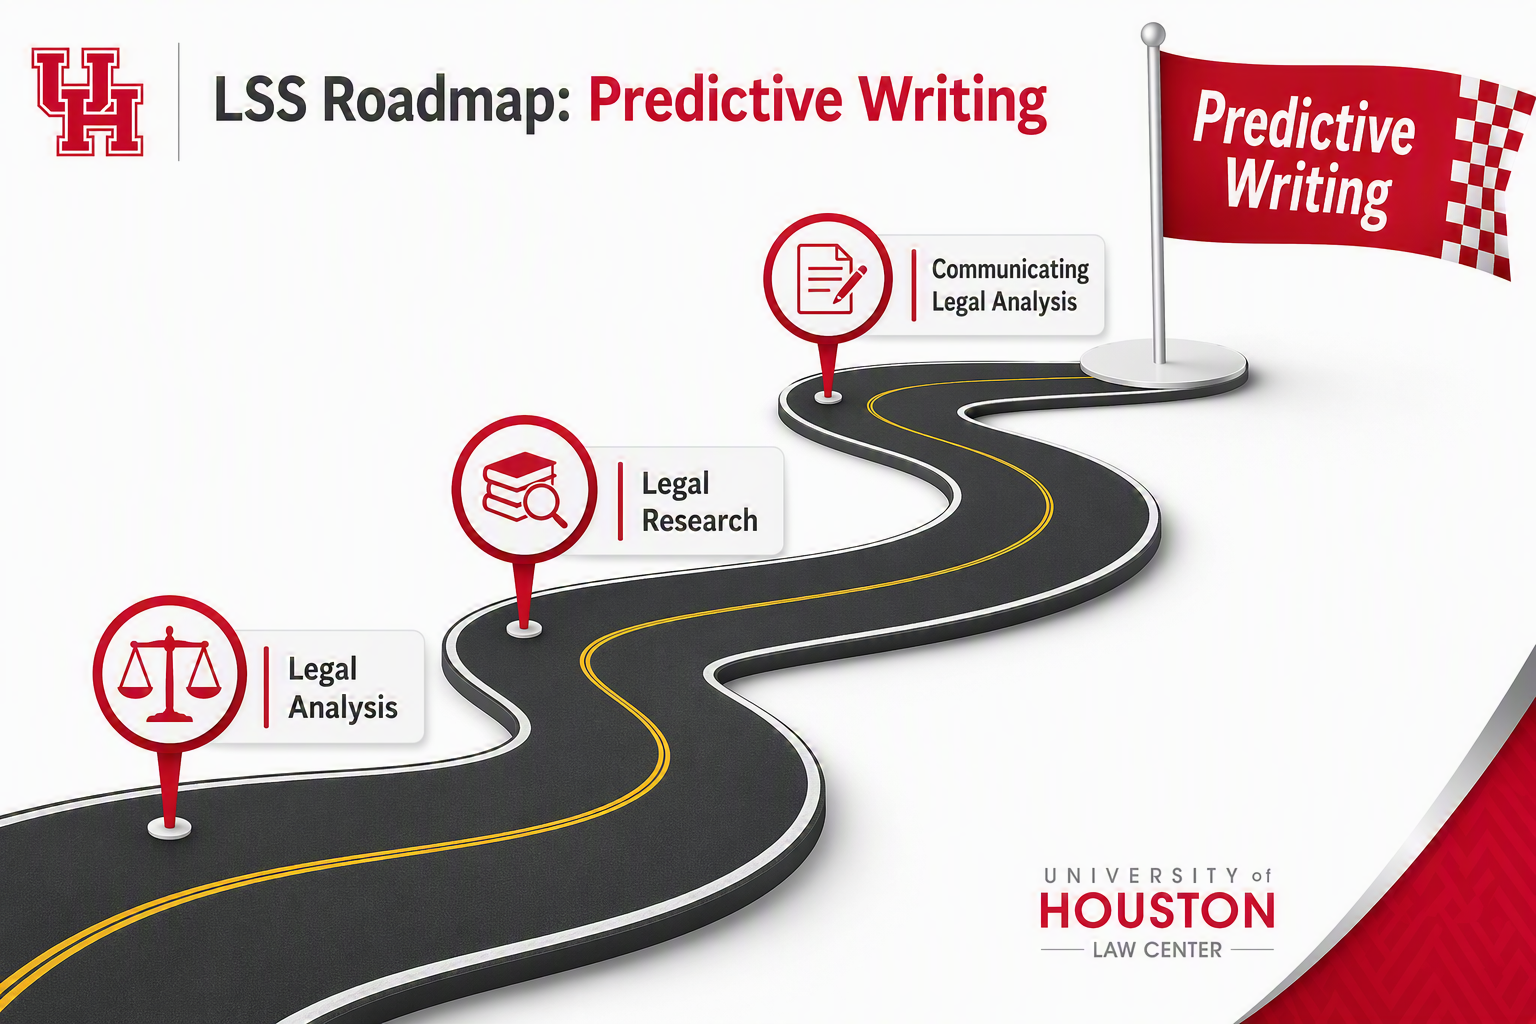 UH
LSS Roadmap: Predictive Writing
Predictive
Writing
Communicating
Legal Analysis
Legal
Research
Legal
Analysis
UNIVERSITY of
HOUSTON
LAW CENTER